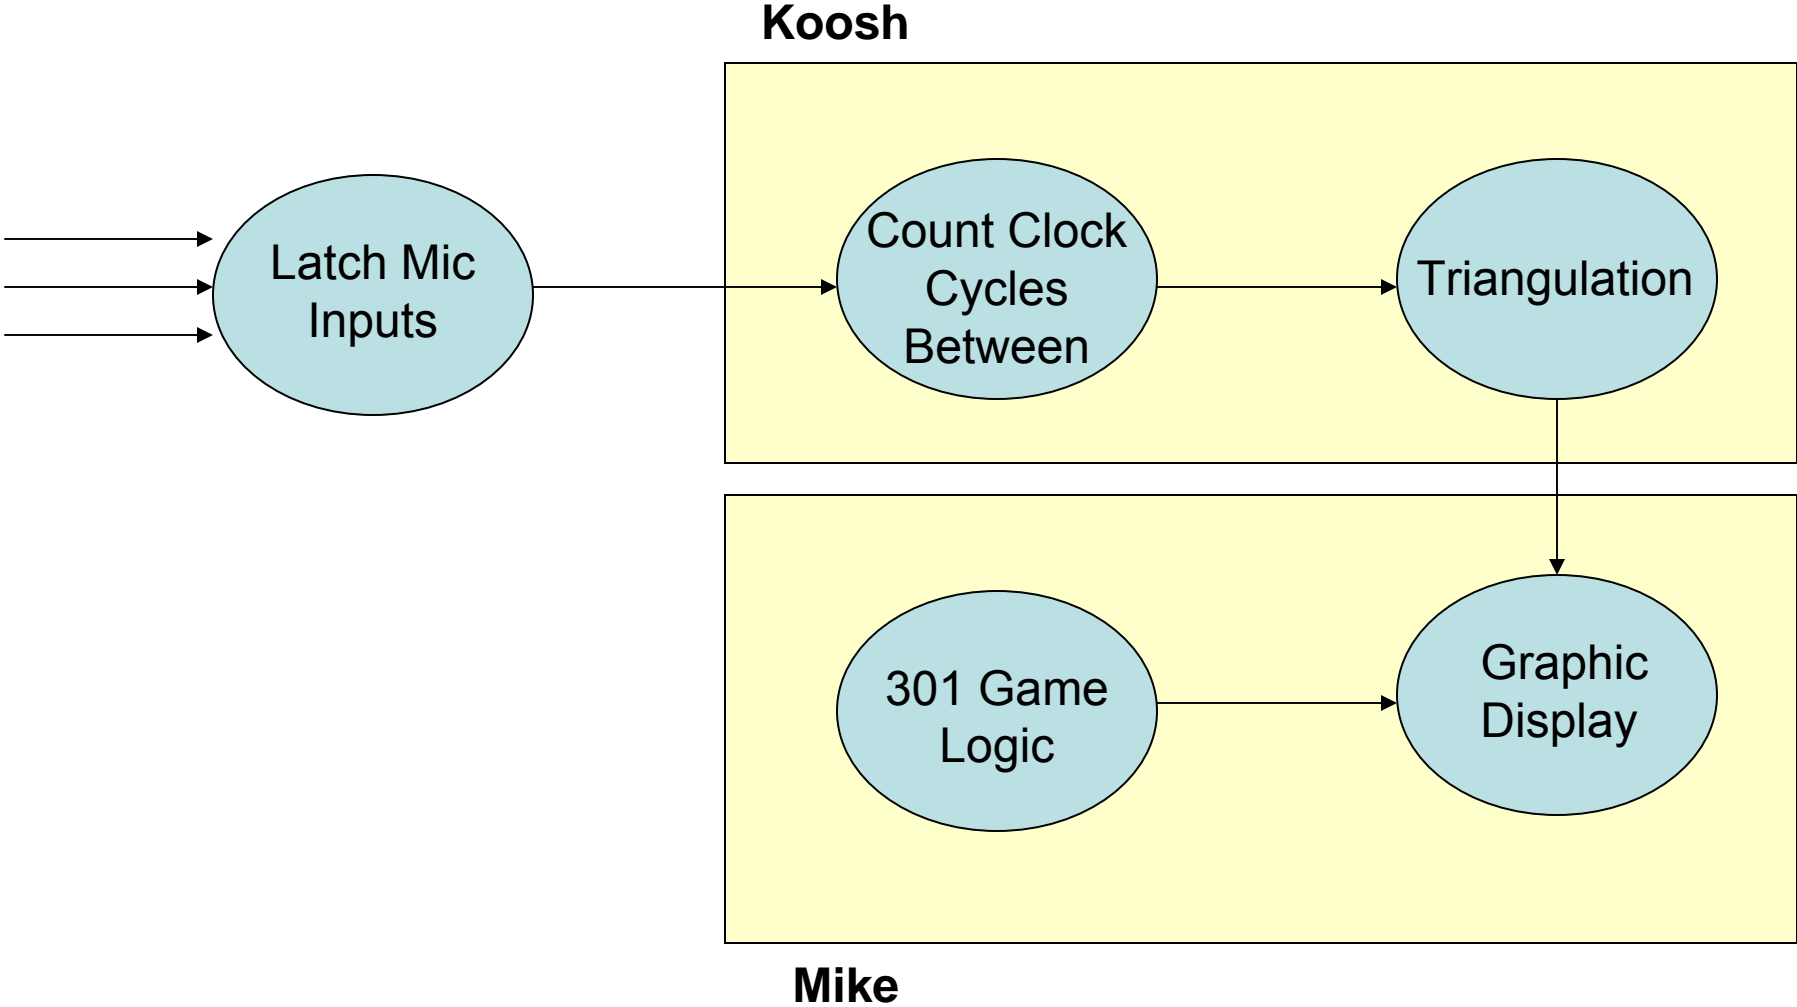 Koosh
Latch Mic
Inputs
Count Clock
Cycles
Between
Triangulation
301 Game
Logic
Graphic
Display
Mike